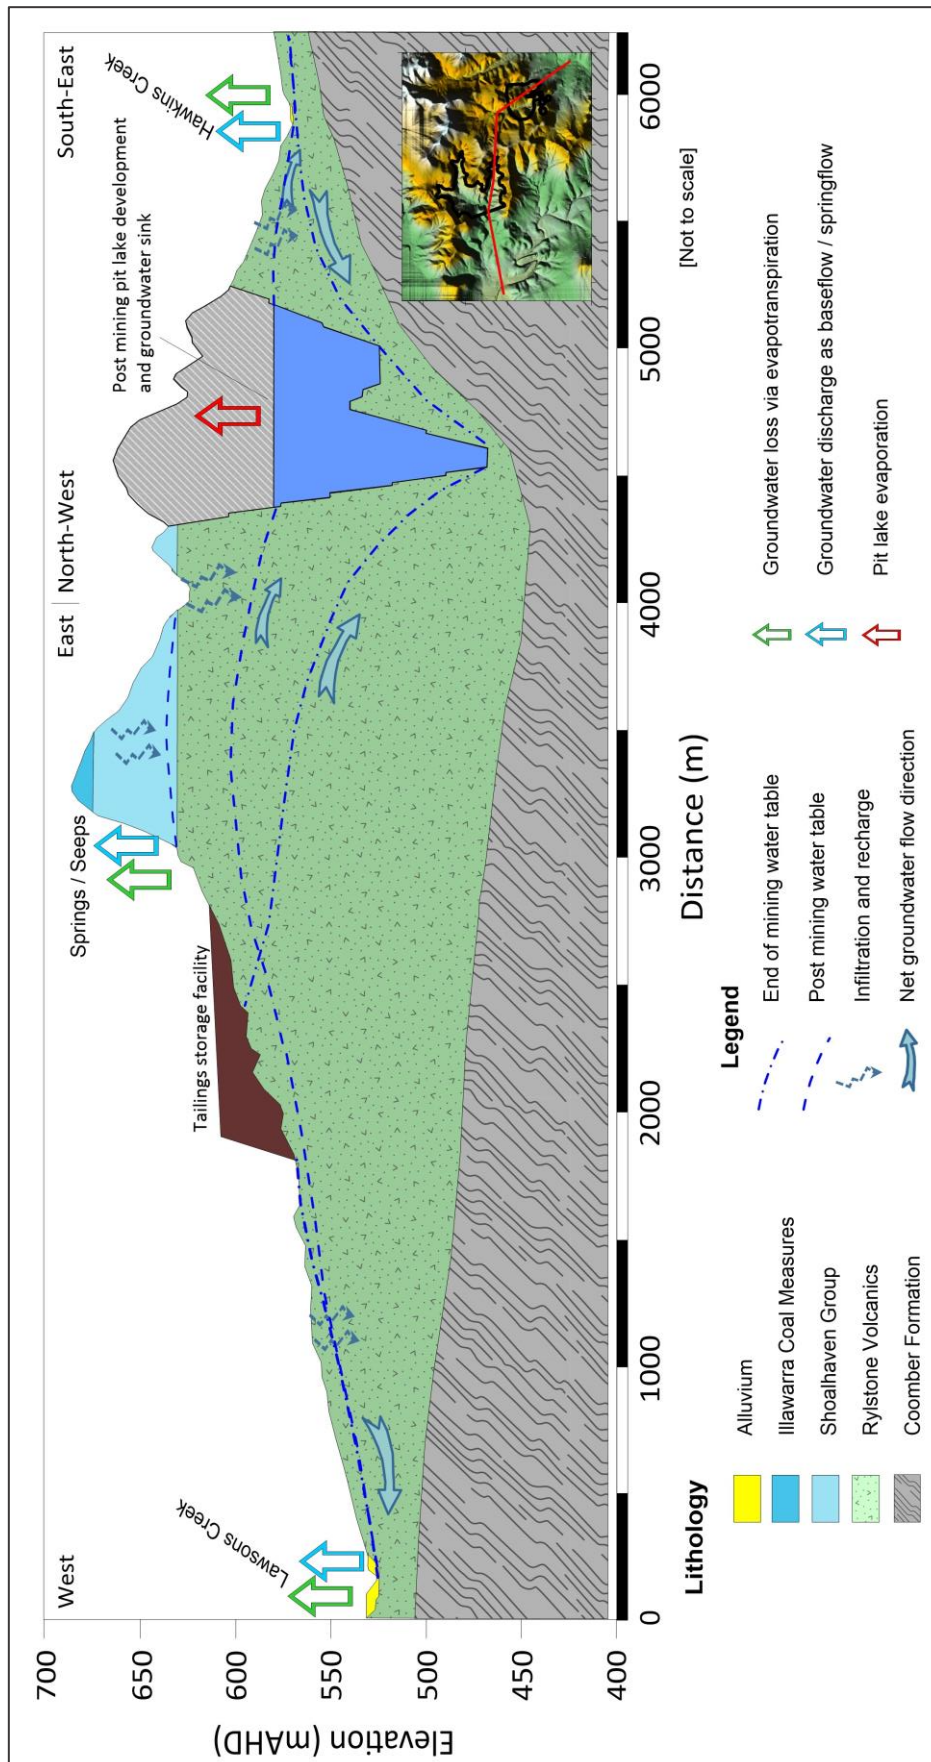 West
East
North-West
South-East
Lawsons Creek
Springs / Seeps
Hawkins Creek
Tailings storage facility
Post mining pit lake development
and groundwater sink
Elevation (mAHD)
700
650
600
550
500
450
400
0
1000
2000
3000
4000
5000
6000
Distance (m)
[Not to scale]
Lithology
Alluvium
Illawarra Coal Measures
Shoalhaven Group
Rylstone Volcanics
Coomber Formation
Legend
End of mining water table
Post mining water table
Infiltration and recharge
Net groundwater flow direction
Groundwater loss via evapotranspiration
Groundwater discharge as baseflow / springflow
Pit lake evaporation